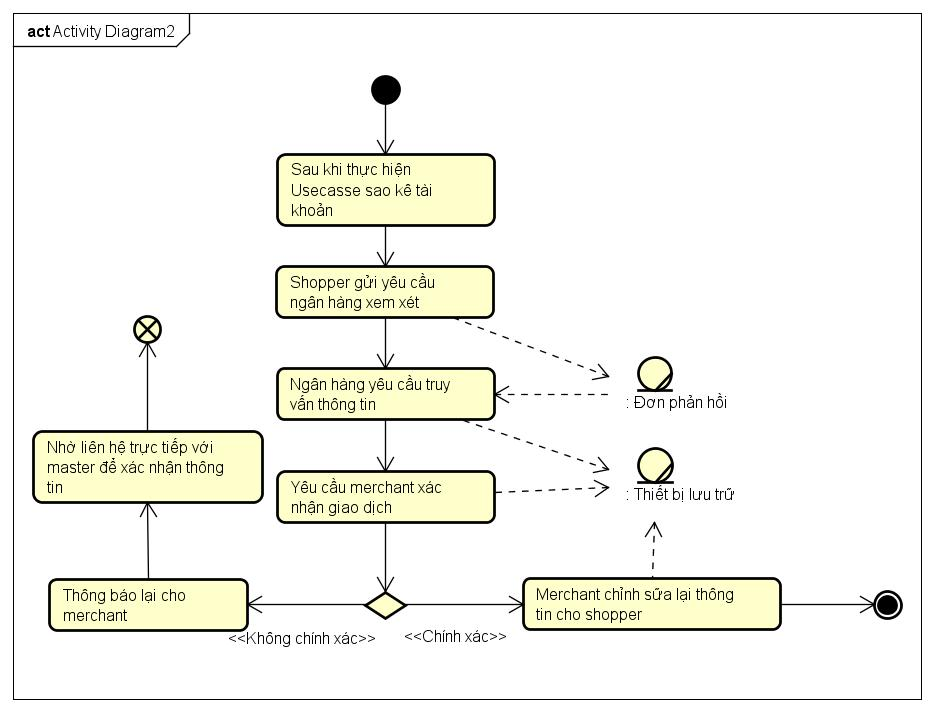 act Activity Diagram2
Sau khi thực hiện
Usecasse sao kê tài
khoản
Shopper gửi yêu cầu
ngân hàng xem xét
Ngân hàng yêu cầu truy
vấn thông tin
: Đơn phản hồi
Nhờ liên hệ trực tiếp với
master để xác nhận thông
tin
Yêu cầu merchant xác
nhận giao dịch
: Thiết bị lưu trữ
Thông báo lại cho
merchant
Merchant chỉnh sữa lại thông
tin cho shopper
<<Không chính xác>>
<<Chính xác>>